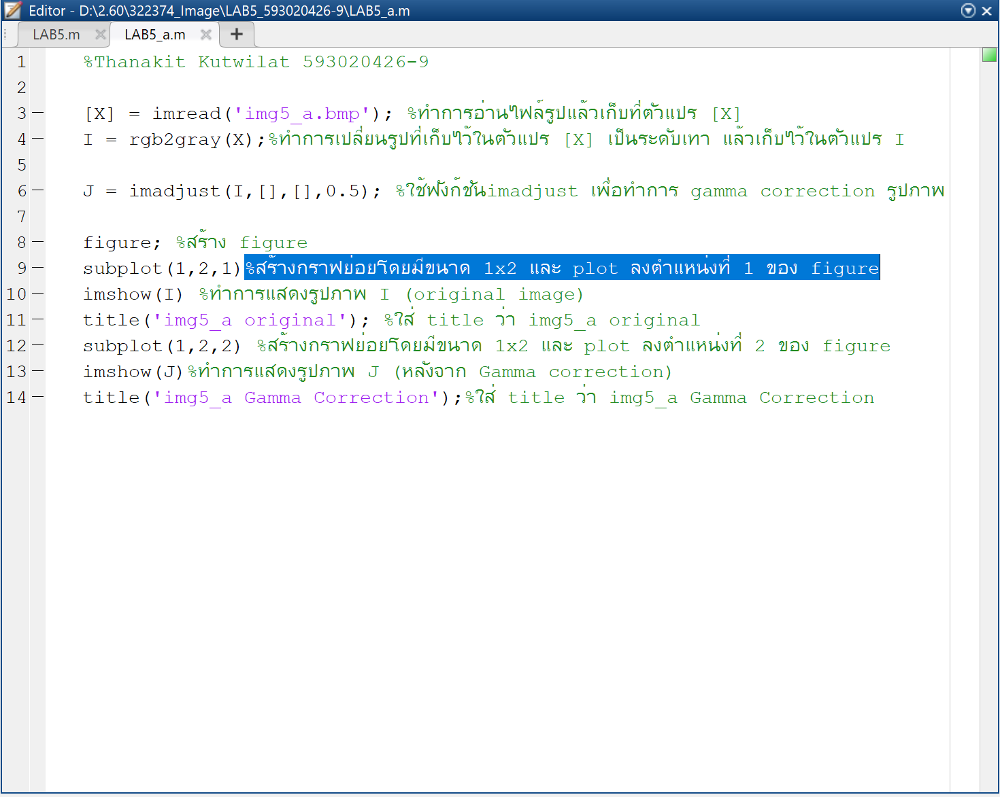 Editor - D:\2.60\322374_Image\LAB5_593020426-9\LAB5_a.m
LAB5.m LAB5_a.m
1 %Thanakit Kutwilat 593020426-9
2
3 [X] = imread('img5_a.bmp'); %ทำการอ่านไฟล์รูปแล้วเก็บที่ตัวแปร [X]
4 I = rgb2gray(X);%ทำการเปลี่ยนรูปที่เก็บไว้ในตัวแปร [X] เป็นระดับเทา แล้วเก็บไว้ในตัวแปร I
5
6 J = imadjust(I,[],[],0.5); %ใช้ฟังก์ชันimadjust เพื่อทำการ gamma correction รูปภาพ
7
8 figure; %สร้าง figure
9 subplot(1,2,1)%สร้างกราฟย่อยโดยมีขนาด 1x2 และ plot ลงตำแหน่งที่ 1 ของ figure
10 imshow(I) %ทำการแสดงรูปภาพ I (original image)
11 title('img5_a original'); %ใส่ title ว่า img5_a original
12 subplot(1,2,2) %สร้างกราฟย่อยโดยมีขนาด 1x2 และ plot ลงตำแหน่งที่ 2 ของ figure
13 imshow(J)%ทำการแสดงรูปภาพ J (หลังจาก Gamma correction)
14 title('img5_a Gamma Correction');%ใส่ title ว่า img5_a Gamma Correction